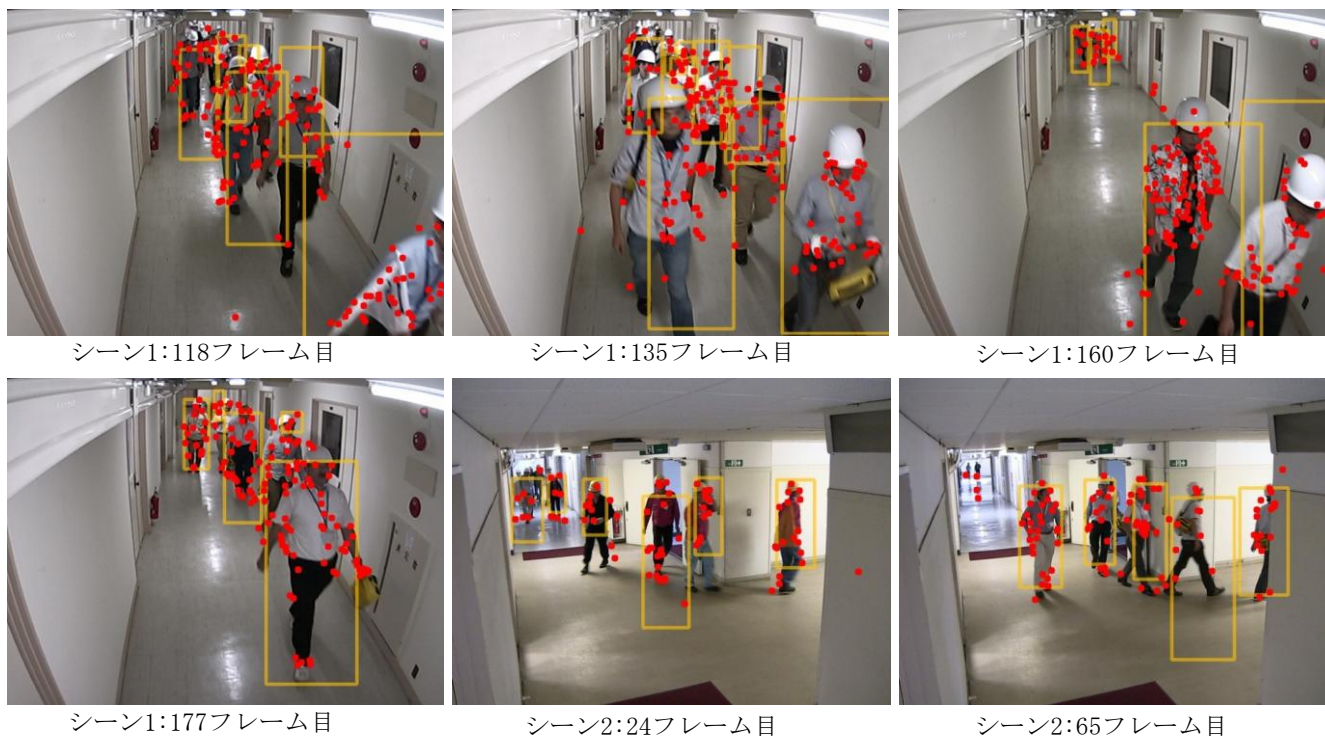 シーン1:118フレーム目
シーン1:135フレーム目
シーン1:160フレーム目
シーン1:177フレーム目
シーン2:24フレーム目
シーン2:65フレーム目